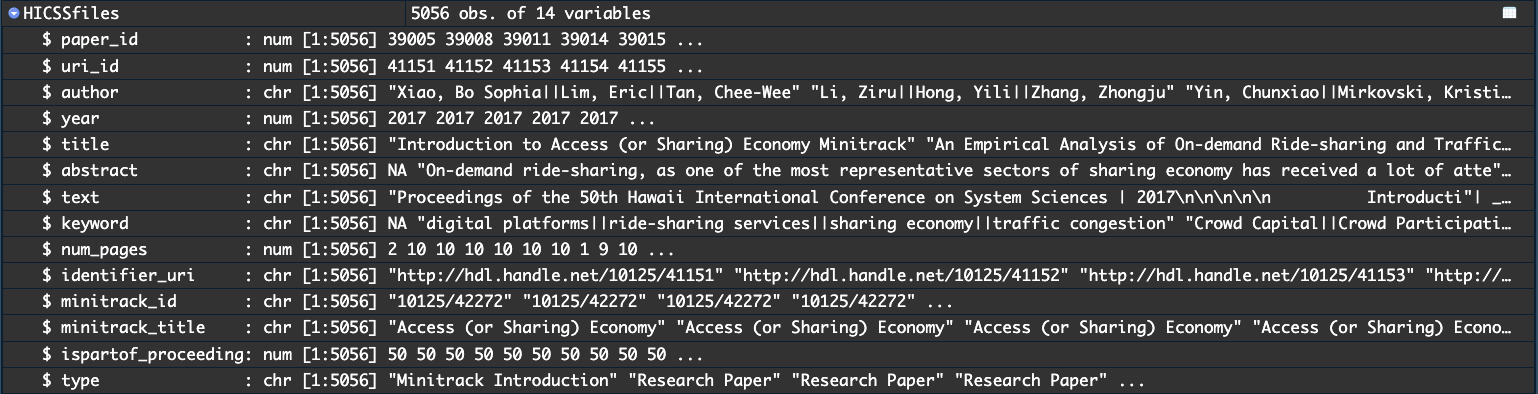 HICSSfiles 5056 obs. of 14 variables
$ paper_id : num [1:5056] 39005 39008 39011 39014 39015 ...
$ uri_id : num [1:5056] 41151 41152 41153 41154 41155 ...
$ author : chr [1:5056] "Xiao, Bo Sophia||Lim, Eric||Tan, Chee-Wee" "Li, Ziru||Hong, Yili||Zhang, Zhongju" "Yin, Chunxiao||Mirkovski, Kristi…
$ year : num [1:5056] 2017 2017 2017 2017 2017 ...
$ title : chr [1:5056] "Introduction to Access (or Sharing) Economy Minitrack" "An Empirical Analysis of On-demand Ride-sharing and Traffic…
$ abstract : chr [1:5056] NA "On-demand ride-sharing, as one of the most representative sectors of sharing economy has received a lot of atte"…
$ text : chr [1:5056] "Proceedings of the 50th Hawaii International Conference on System Sciences | 2017\n\n\n\n\n Introducti"| __…
$ keyword : chr [1:5056] NA "digital platforms||ride-sharing services||sharing economy||traffic congestion" "Crowd Capital||Crowd Participati…
$ num_pages : num [1:5056] 2 10 10 10 10 10 10 1 9 10 ...
$ identifier_uri : chr [1:5056] "http://hdl.handle.net/10125/41151" "http://hdl.handle.net/10125/41152" "http://hdl.handle.net/10125/41153" "http://…
$ minitrack_id : chr [1:5056] "10125/42272" "10125/42272" "10125/42272" "10125/42272" ...
$ minitrack_title : chr [1:5056] "Access (or Sharing) Economy" "Access (or Sharing) Economy" "Access (or Sharing) Economy" "Access (or Sharing) Econo…
$ ispartof_proceeding: num [1:5056] 50 50 50 50 50 50 50 50 50 50 ...
$ type : chr [1:5056] "Minitrack Introduction" "Research Paper" "Research Paper" "Research Paper" ...